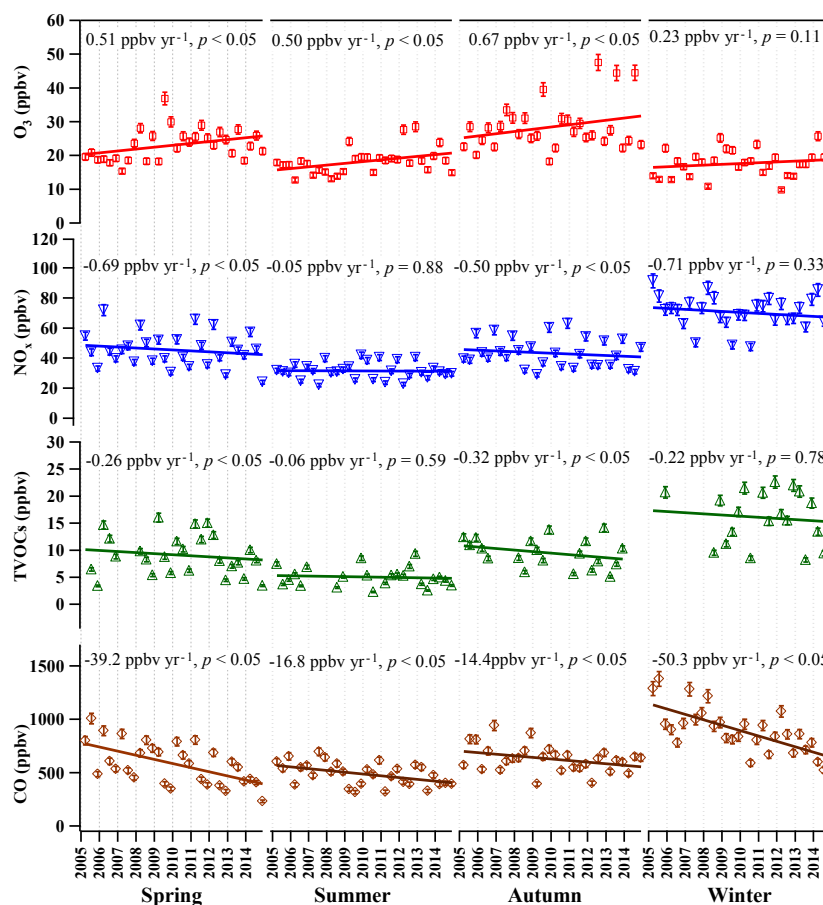 60
50
40
30
20
10
0
O3 (ppbv)
0.51 ppbv yr-1, p < 0.05
0.50 ppbv yr-1, p < 0.05
0.67 ppbv yr-1, p < 0.05
0.23 ppbv yr-1, p = 0.11
120
100
80
60
40
20
0
NOx (ppbv)
-0.69 ppbv yr-1, p < 0.05
-0.05 ppbv yr-1, p = 0.88
-0.50 ppbv yr-1, p < 0.05
-0.71 ppbv yr-1, p = 0.33
30
25
20
15
10
5
0
TVOCs (ppbv)
-0.26 ppbv yr-1, p < 0.05
-0.06 ppbv yr-1, p = 0.59
-0.32 ppbv yr-1, p < 0.05
-0.22 ppbv yr-1, p = 0.78
1500
1000
500
0
CO (ppbv)
-39.2 ppbv yr-1, p < 0.05
-16.8 ppbv yr-1, p < 0.05
-14.4ppbv yr-1, p < 0.05
-50.3 ppbv yr-1, p < 0.05
2005 2006 2007 2008 2009 2010 2011 2012 2013 2014
2005 2006 2007 2008 2009 2010 2011 2012 2013 2014
2005 2006 2007 2008 2009 2010 2011 2012 2013 2014
2005 2006 2007 2008 2009 2010 2011 2012 2013 2014
Spring Summer Autumn Winter